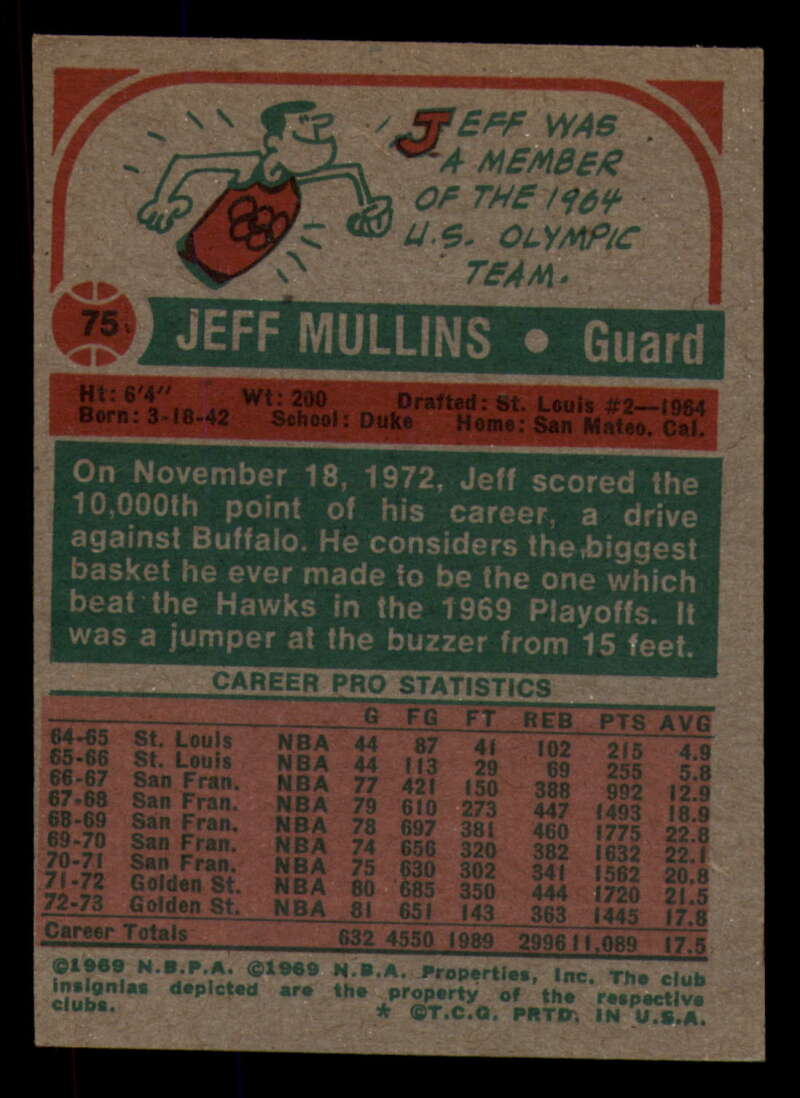 JEFF WAS
A MEMBER
OF THE 1964
U.S. OLYMPIC
TEAM.
75
JEFF MULLINS • Guard
Ht: 6'4" Wt: 200 Drafted: St. Louis #2—1964
Born: 3-18-42 School: Duke Home: San Mateo, Cal.
On November 18, 1972, Jeff scored the
10,000th point of his career, a drive
against Buffalo. He considers the biggest
basket he ever made to be the one which
beat the Hawks in the 1969 Playoffs. It
was a jumper at the buzzer from 15 feet.
CAREER PRO STATISTICS
G FG FT REB PTS AVG
64-65 St. Louis NBA 44 87 41 102 215 4.9
65-66 St. Louis NBA 44 113 29 69 255 5.8
66-67 San Fran. NBA 77 421 150 388 992 12.9
67-68 San Fran. NBA 79 610 273 447 1493 18.9
68-69 San Fran. NBA 78 697 381 460 1775 22.8
69-70 San Fran. NBA 74 656 320 382 1632 22.1
70-71 San Fran. NBA 75 630 302 341 1562 20.8
71-72 Golden St. NBA 80 685 350 444 1720 21.5
72-73 Golden St. NBA 81 651 143 363 1445 17.8
Career Totals 632 4550 1989 2996 11,089 17.5
©1969 N.B.P.A. ©1969 N.B.A. Properties, Inc. The club
insignias depicted are the property of the respective
clubs. * ©T.C.G. PRTD. IN U.S.A.